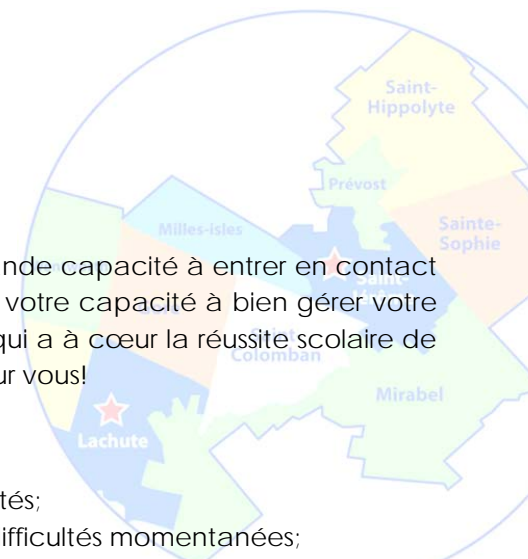 Saint-
Hippolyte
Prévost
Milles-isles
Sainte-
Sophie
nde capacité à entrer en contact
votre capacité à bien gérer votre
qui a à cœur la réussite scolaire de
Colomban
ur vous!
Mirabel
Lachute
tés;
ifficultés momentanées;